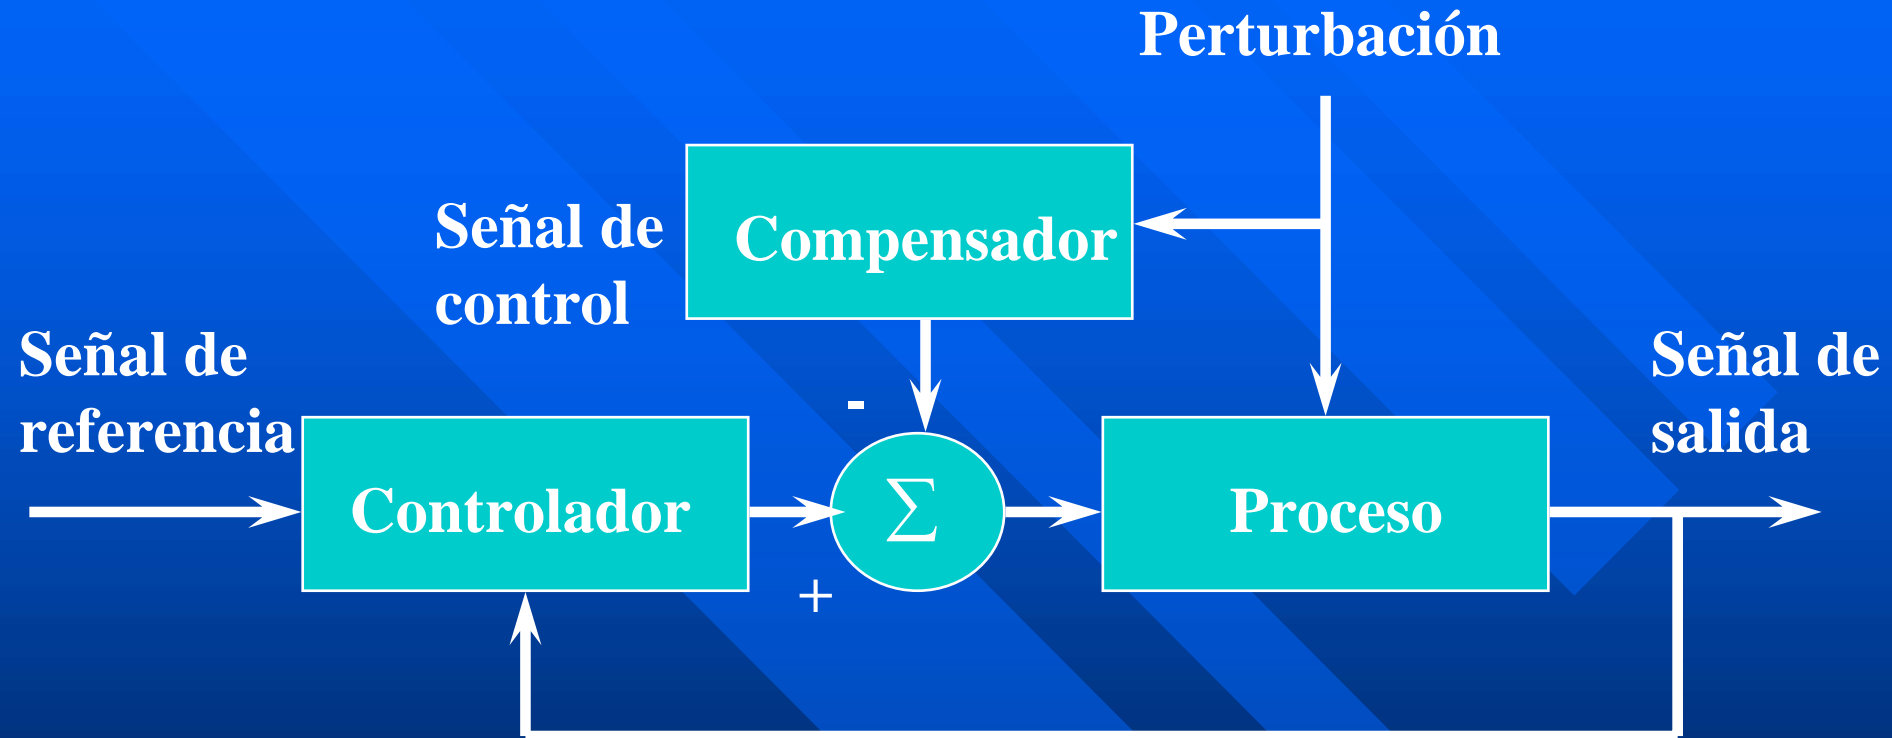 Perturbación
Señal de
control
Compensador
Señal de
referencia
Señal de
salida
-
Controlador
∑
Proceso
+